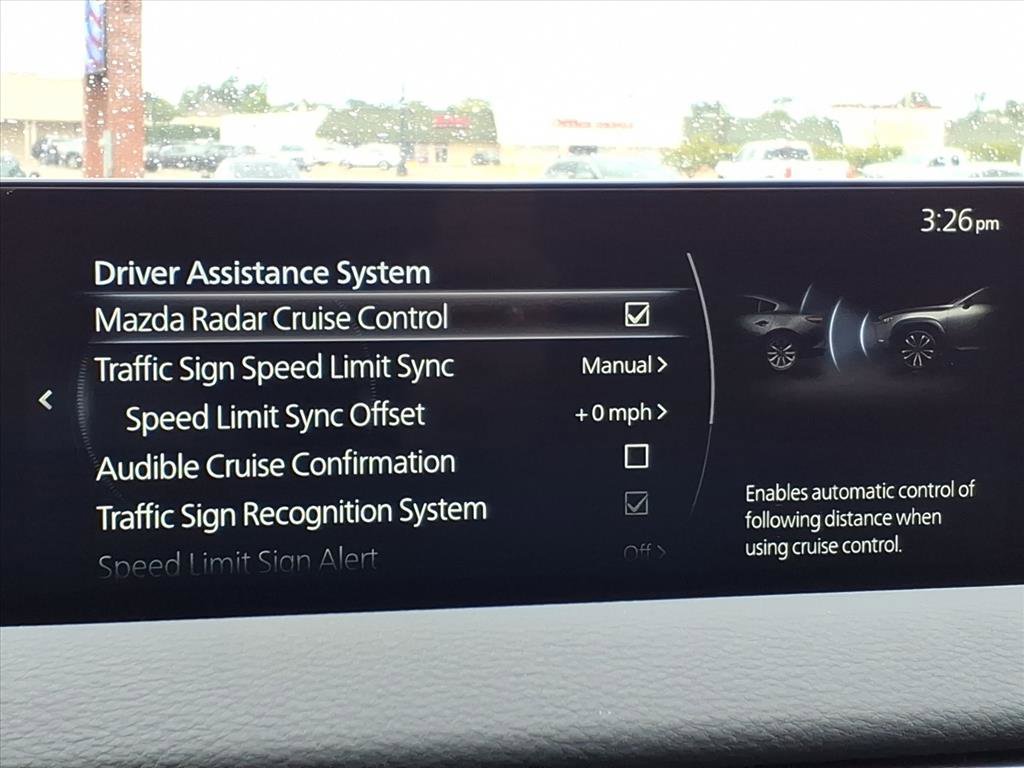 3:26pm
Driver Assistance System
Mazda Radar Cruise Control
Traffic Sign Speed Limit Sync Manual >
Speed Limit Sync Offset +0 mph >
Audible Cruise Confirmation
Traffic Sign Recognition System
Speed Limit Sign Alert Off >
Enables automatic control of
following distance when
using cruise control.